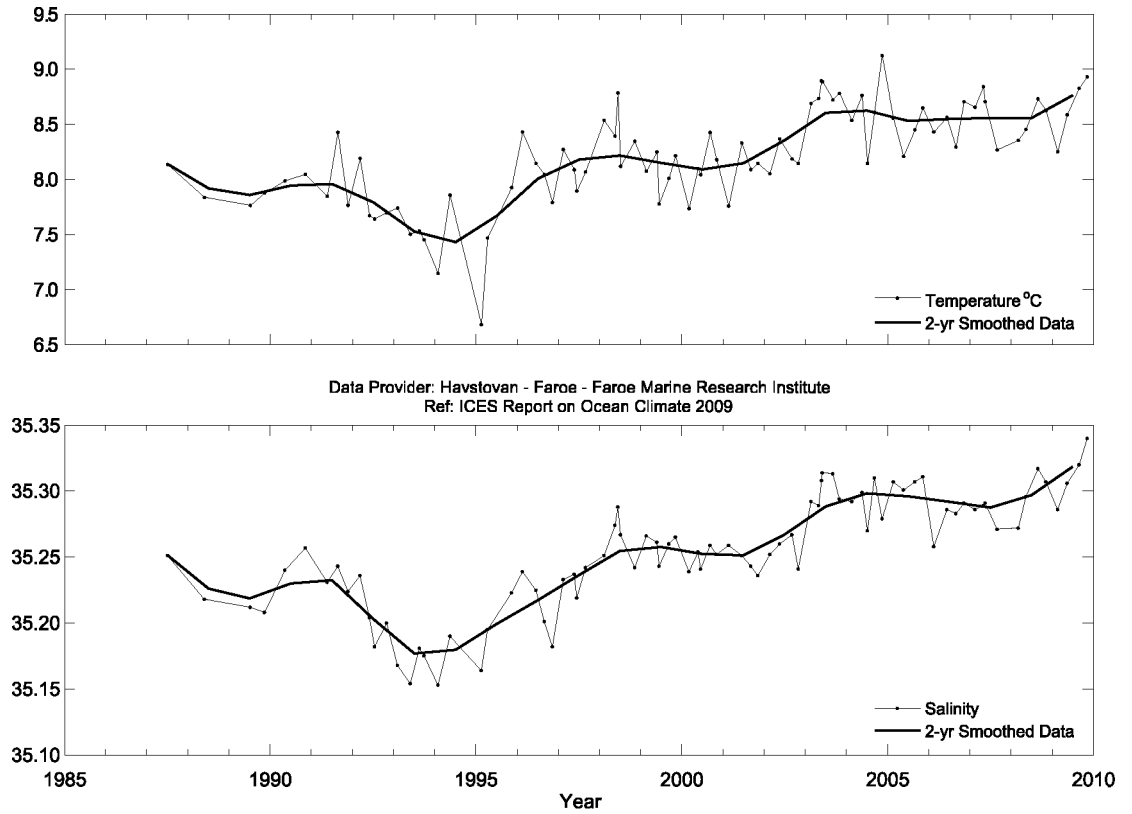 9.5
9.0
8.5
8.0
7.5
7.0
6.5
Temperature °C
2-yr Smoothed Data
Data Provider: Havstovan - Faroe - Faroe Marine Research Institute
Ref: ICES Report on Ocean Climate 2009
35.35
35.30
35.25
35.20
35.15
35.10
Salinity
2-yr Smoothed Data
1985 1990 1995 2000 2005 2010
Year